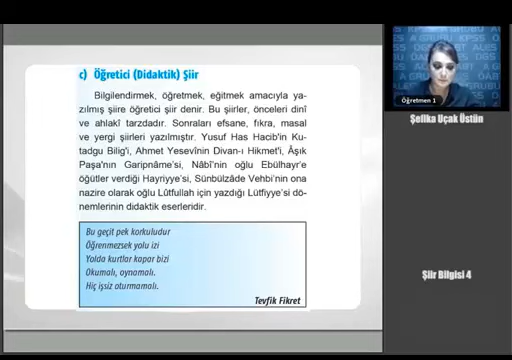 c) Öğretici (Didaktik) Şiir
Bilgilendirmek, öğretmek, eğitmek amacıyla ya-
zılmış şiire öğretici şiir denir. Bu şiirler, önceleri dinî
ve ahlakî tarzdadır. Sonraları efsane, fıkra, masal
ve yergi şiirleri yazılmıştır. Yusuf Has Hacib'in Ku-
tadgu Bilig'i, Ahmet Yesevînin Divan-ı Hikmet'i, Âşık
Paşa'nın Garipnâme'si, Nâbî'nin oğlu Ebülhayr'e
öğütler verdiği Hayriyye'si, Sünbülzâde Vehbi'nin ona
nazire olarak oğlu Lûtfullah için yazdığı Lütfiyye'si dö-
nemlerinin didaktik eserleridir.
Bu geçit pek korkuludur
Öğrenmezsek yolu izi
Yolda kurtlar kapar bizi
Okumalı, oynamalı.
Hiç işsiz oturmamalı.
Tevfik Fikret
Öğretmen 1
Şefika Uçak Üstün
Şiir Bilgisi 4